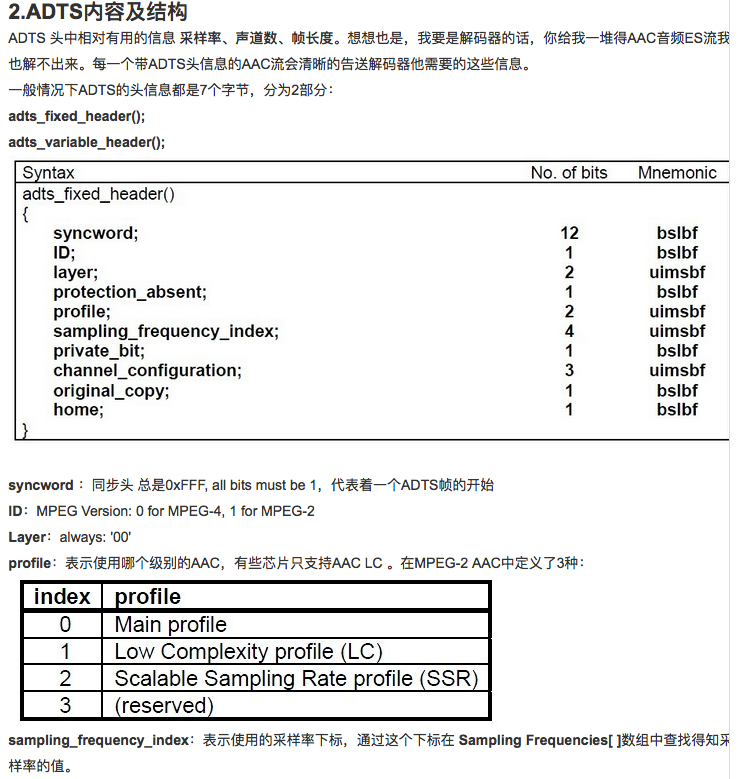 2.ADTS内容及结构
ADTS 头中相对有用的信息 采样率、声道数、帧长度。想想也是，我要是解码器的话，你给我一堆得AAC音频ES流我
也解不出来。每一个带ADTS头信息的AAC流会清晰的告送解码器他需要的这些信息。
一般情况下ADTS的头信息都是7个字节，分为2部分：
adts_fixed_header();
adts_variable_header();
Syntax No. of bits Mnemonic
adts_fixed_header()
{
syncword; 12 bslbf
ID; 1 bslbf
layer; 2 uimsbf
protection_absent; 1 bslbf
profile; 2 uimsbf
sampling_frequency_index; 4 uimsbf
private_bit; 1 bslbf
channel_configuration; 3 uimsbf
original_copy; 1 bslbf
home; 1 bslbf
}
syncword ：同步头 总是0xFFF, all bits must be 1，代表着一个ADTS帧的开始
ID：MPEG Version: 0 for MPEG-4, 1 for MPEG-2
Layer：always: '00'
profile：表示使用哪个级别的AAC，有些芯片只支持AAC LC 。在MPEG-2 AAC中定义了3种：
index profile
0 Main profile
1 Low Complexity profile (LC)
2 Scalable Sampling Rate profile (SSR)
3 (reserved)
sampling_frequency_index：表示使用的采样率下标，通过这个下标在 Sampling Frequencies[ ]数组中查找得知采
样率的值。